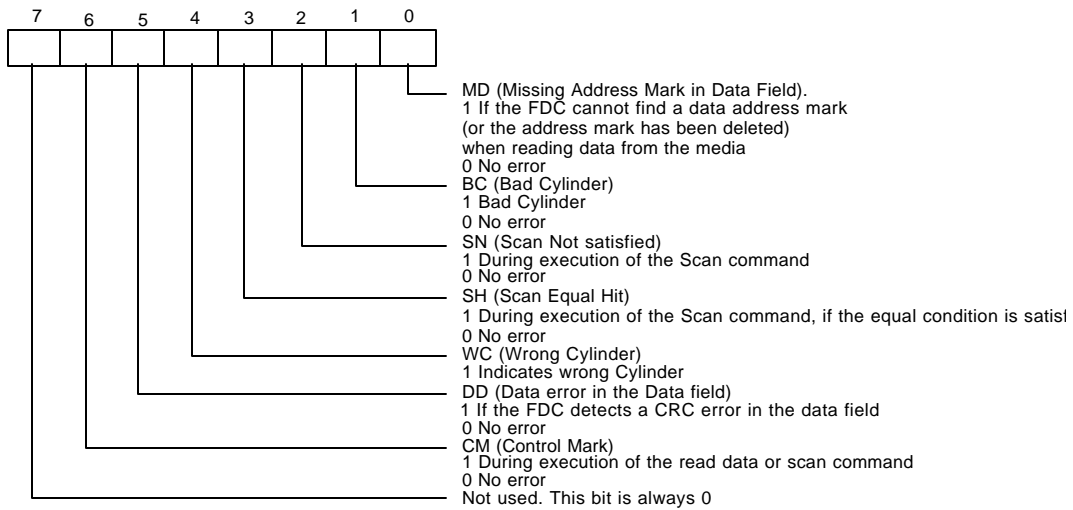 7 6 5 4 3 2 1 0
MD (Missing Address Mark in Data Field).
1 If the FDC cannot find a data address mark
(or the address mark has been deleted)
when reading data from the media
0 No error
BC (Bad Cylinder)
1 Bad Cylinder
0 No error
SN (Scan Not satisfied)
1 During execution of the Scan command
0 No error
SH (Scan Equal Hit)
1 During execution of the Scan command, if the equal condition is satisf
0 No error
WC (Wrong Cylinder)
1 Indicates wrong Cylinder
DD (Data error in the Data field)
1 If the FDC detects a CRC error in the data field
0 No error
CM (Control Mark)
1 During execution of the read data or scan command
0 No error
Not used. This bit is always 0